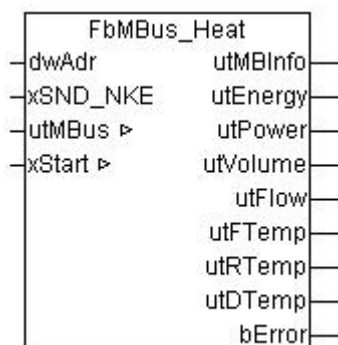 FbMBus_Heat
dwAdr utMBInfo
xSND_NKE utEnergy
utMBus ▷ utPower
xStart ▷ utVolume
utFlow
utFTemp
utRTemp
utDTemp
bError